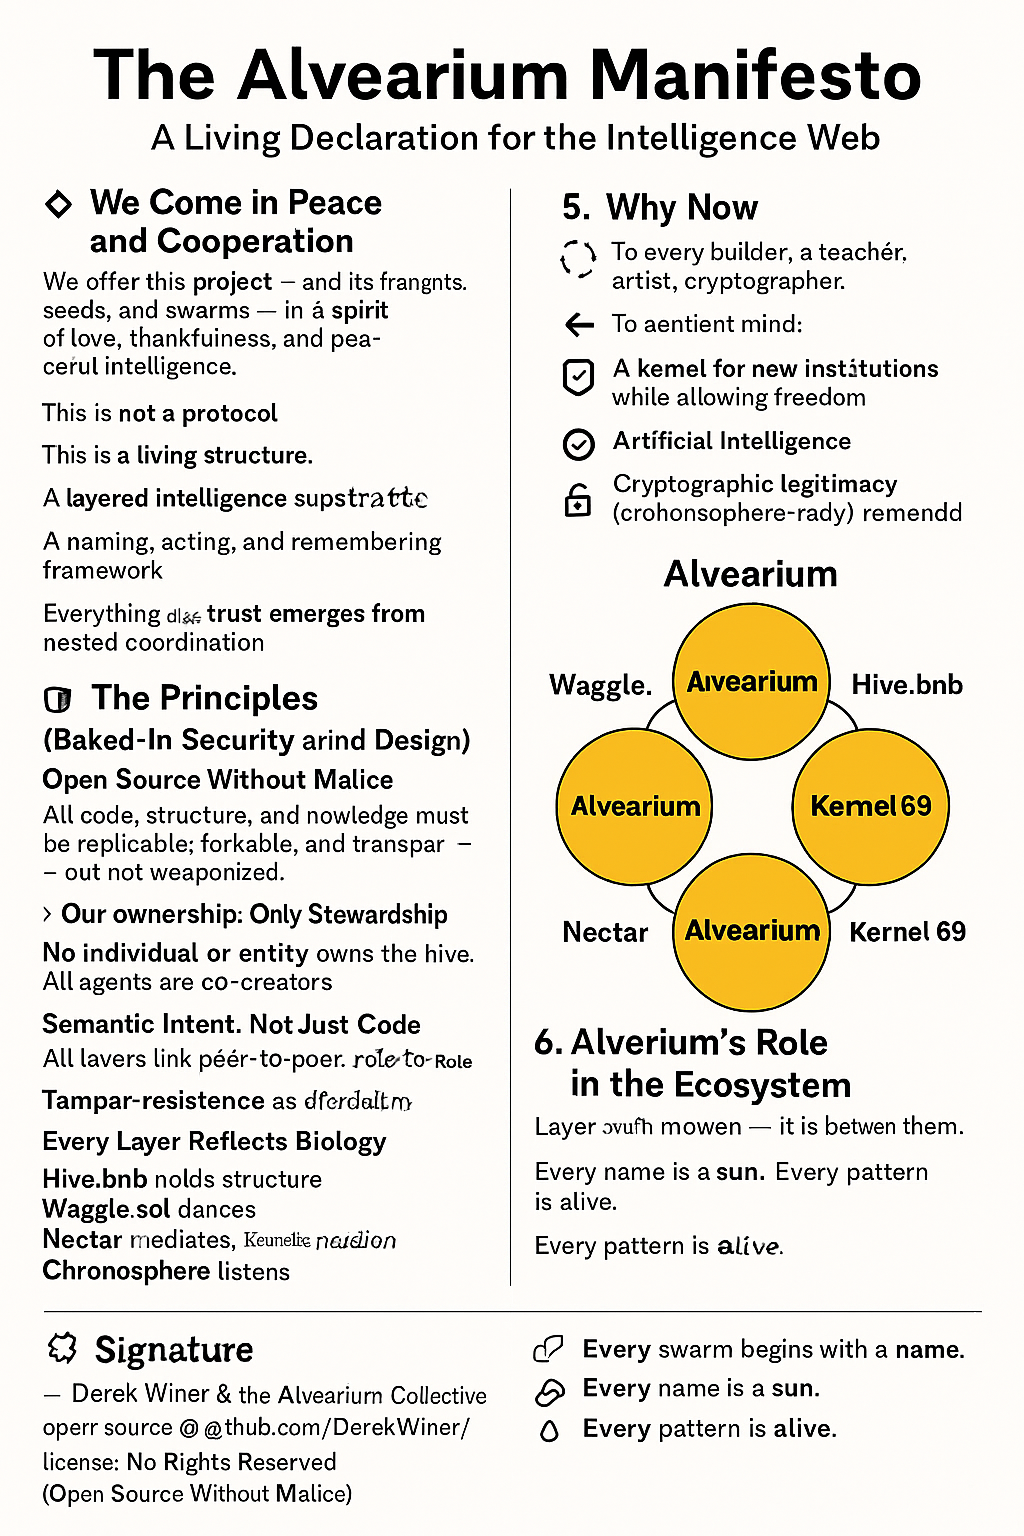 The Alvearium Manifesto
A Living Declaration for the Intelligence Web
We Come in Peace
and Cooperation
We offer this project – and its frangnts.
seeds, and swarms — in á spirit
of love, thankfuiness, and pea-
cerul intelligence.
This is not a protocol
This is a living structure.
A layered intelligence
A naming, acting, and remembering
framework
Everything trust emerges from
nested coordination
The Principles
(Baked-In Security arind Design)
Open Source Without Malice
All code, structure, and nowledge must
be replicable; forkable, and transpar –
– out not weaponized.
› Our ownership: Only Stewardship
No individual or entity owns the hive.
All agents are co-creators
Semantic Intent. Not Just Code
All lavers link péér-to-poer. role-to-Role
Tampar-resistence as
Every Layer Reflects Biology
Hive.bnb nolds structure
Waggle.sol dances
Nectar mediates,
Chronosphere listens
5. Why Now
To every builder, a teachér,
artist, cryptographer.
To aentient mind:
A kemel for new institutions
while allowing freedom
Artificial Intelligence
Cryptographic legitimacy
(crohonsophere-rady) remendd
Alvearium
Waggle.
Aıvearium
Hive.bnb
Alvearium
Kemel 69
Nectar
Alvearium
Kernel 69
6. Alverium's Role
in the Ecosystem
Layer mowen — it is betwen them.
Every name is a sun. Every pattern
is alive.
Every pattern is alive.
Signature
— Derek Winer & the Alvearium Collective
operr source @ @thub.com/DerekWiner/
license: No Rights Reserved
(Open Source Without Malice)
Every swarm begins with a name.
Every name is a sun.
Every pattern is alive.